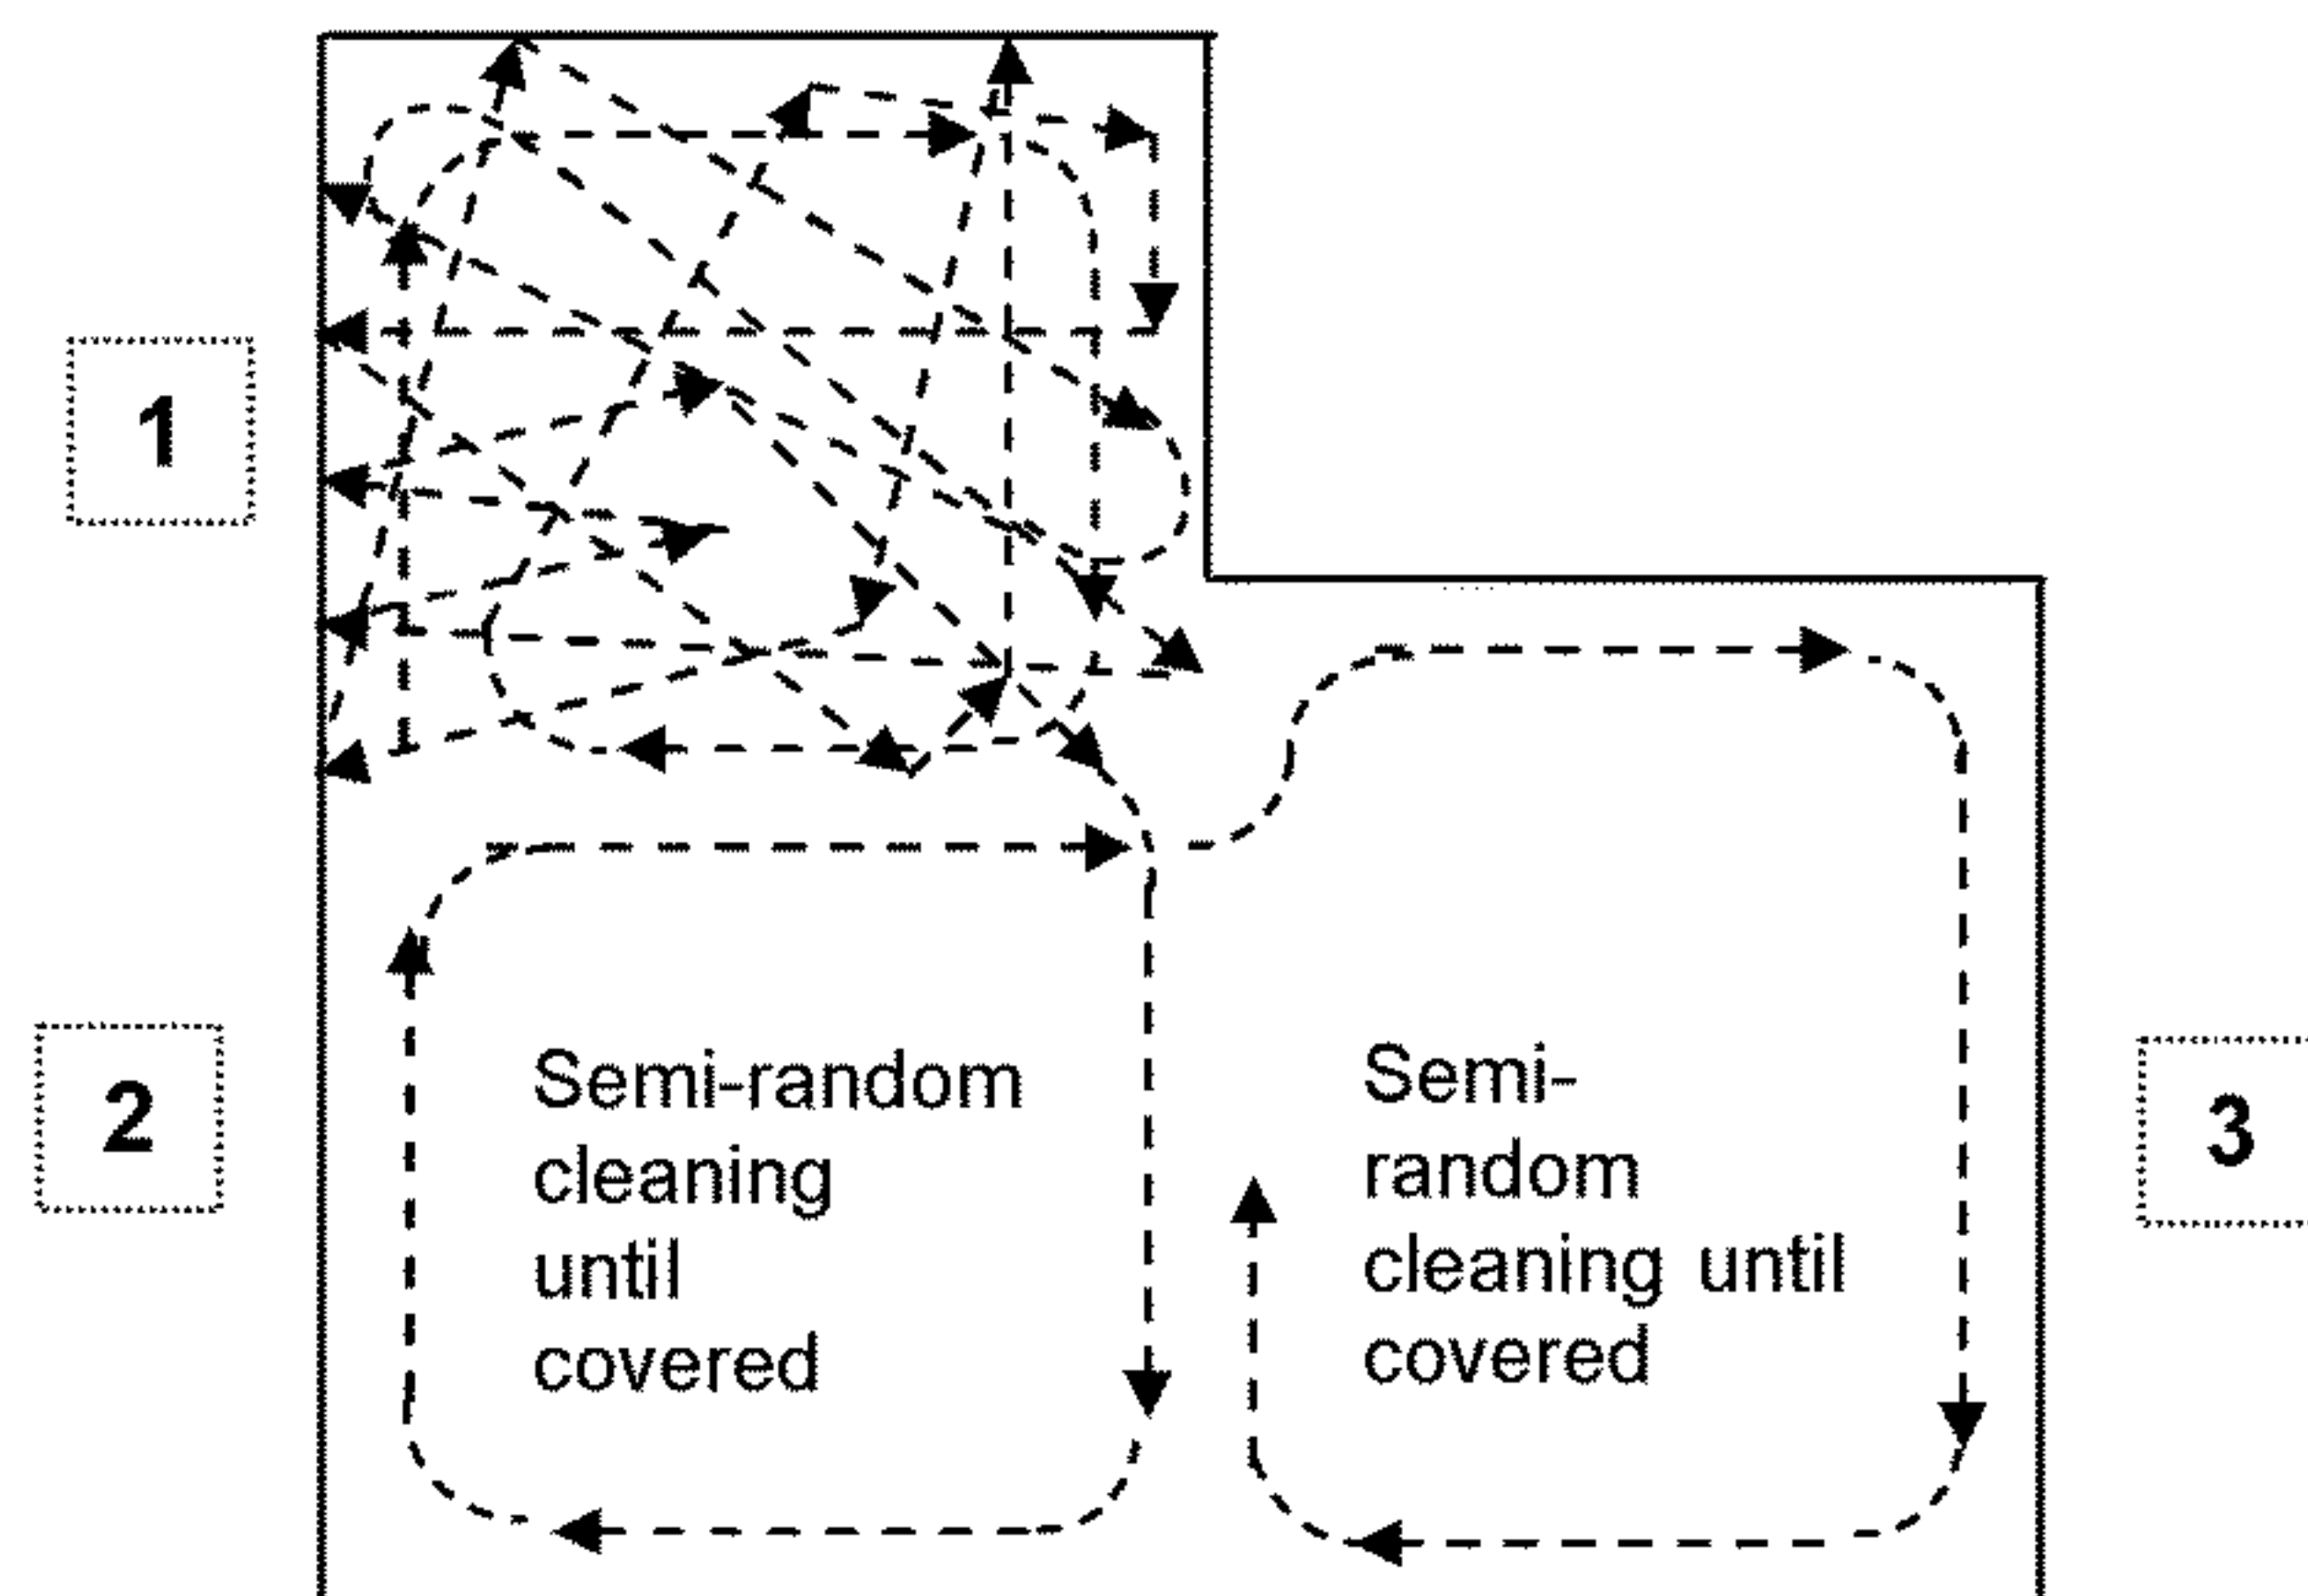 1
2
Semi-random
cleaning
until
covered
Semi-
random
cleaning until
covered
3